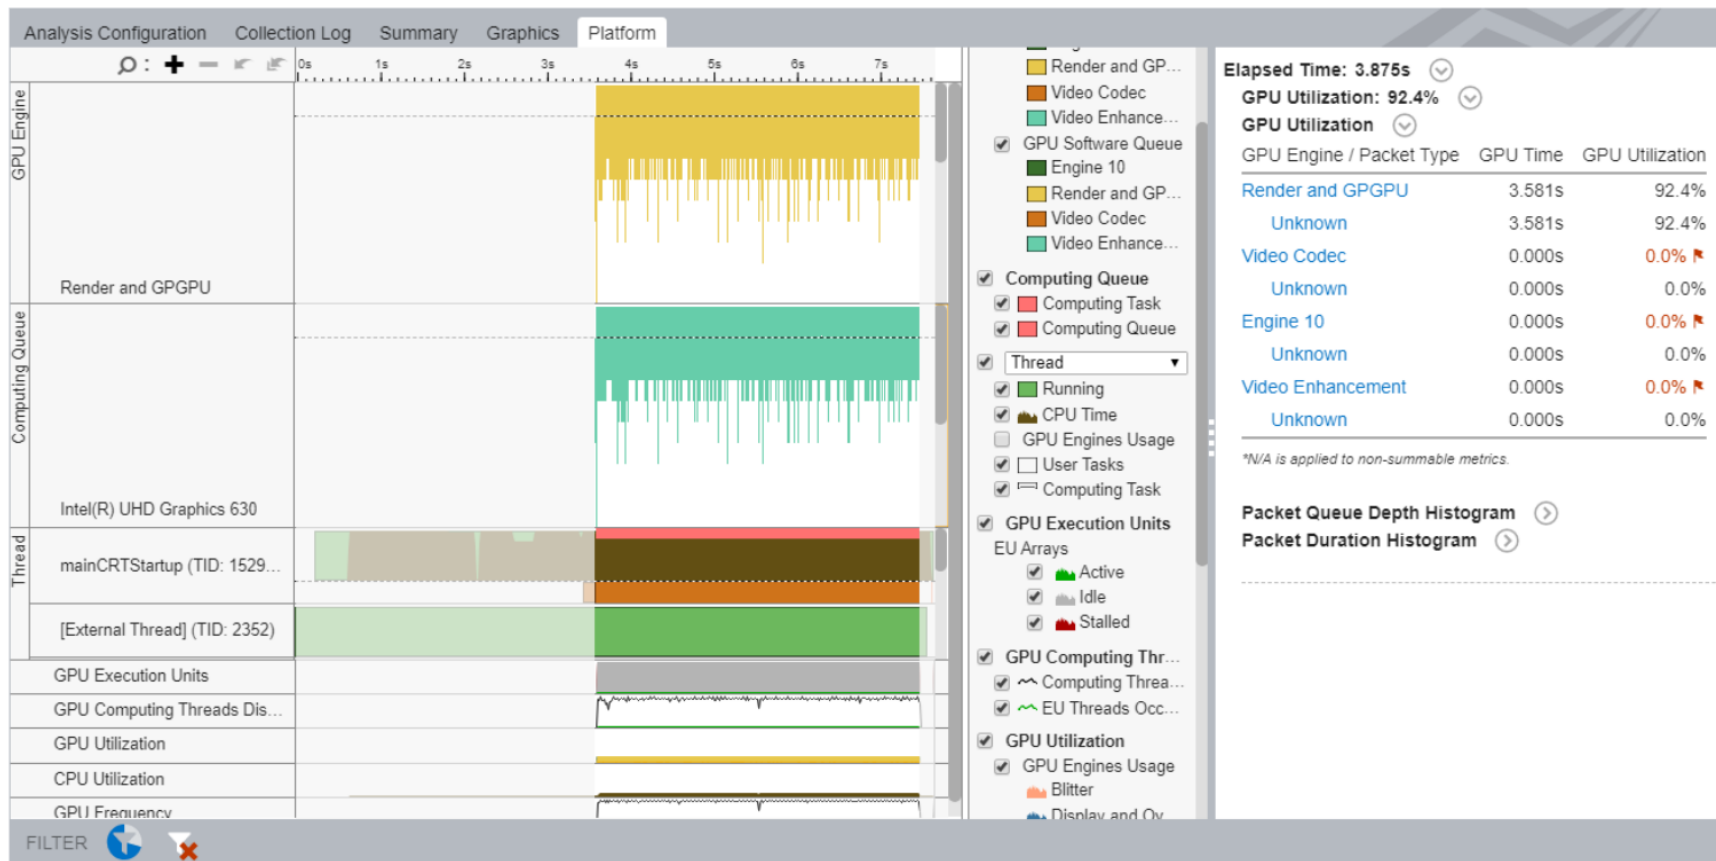 Analysis Configuration Collection Log Summary Graphics Platform
0s 1s 2s 3s 4s 5s 6s 7s
GPU Engine
Render and GPGPU
Computing Queue
Intel(R) UHD Graphics 630
Thread
mainCRTStartup (TID: 1529...
[External Thread] (TID: 2352)
GPU Execution Units
GPU Computing Threads Dis...
GPU Utilization
CPU Utilization
GPU Frequency
Render and GP...
Video Codec
Video Enhance...
GPU Software Queue
Engine 10
Render and GP...
Video Codec
Video Enhance...
Computing Queue
Computing Task
Computing Queue
Thread
Running
CPU Time
GPU Engines Usage
User Tasks
Computing Task
GPU Execution Units
EU Arrays
Active
Idle
Stalled
GPU Computing Thr...
Computing Threa...
EU Threads Occ...
GPU Utilization
GPU Engines Usage
Blitter
Display and Ov
Elapsed Time: 3.875s
GPU Utilization: 92.4%
GPU Utilization
GPU Engine / Packet Type GPU Time GPU Utilization
Render and GPGPU 3.581s 92.4%
Unknown 3.581s 92.4%
Video Codec 0.000s 0.0%
Unknown 0.000s 0.0%
Engine 10 0.000s 0.0%
Unknown 0.000s 0.0%
Video Enhancement 0.000s 0.0%
Unknown 0.000s 0.0%
*N/A is applied to non-summable metrics.
Packet Queue Depth Histogram
Packet Duration Histogram
FILTER